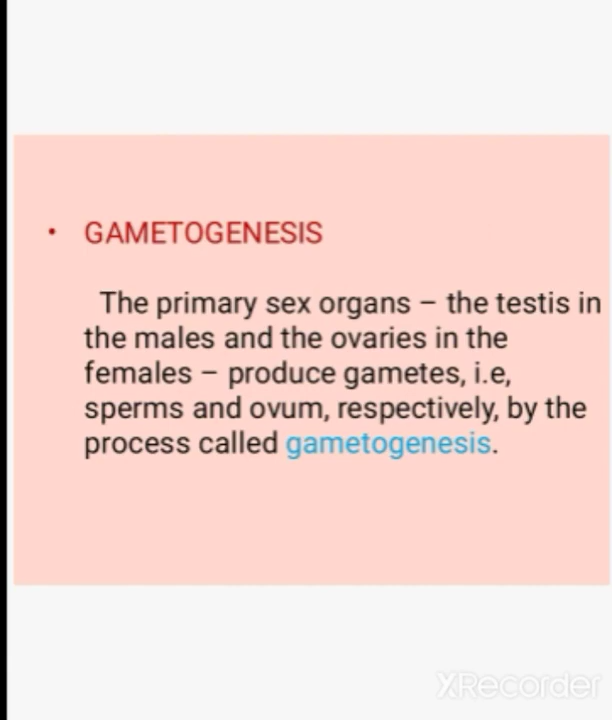 • GAMETOGENESIS
The primary sex organs – the testis in
the males and the ovaries in the
females – produce gametes, i.e,
sperms and ovum, respectively, by the
process called gametogenesis.
XRecorder